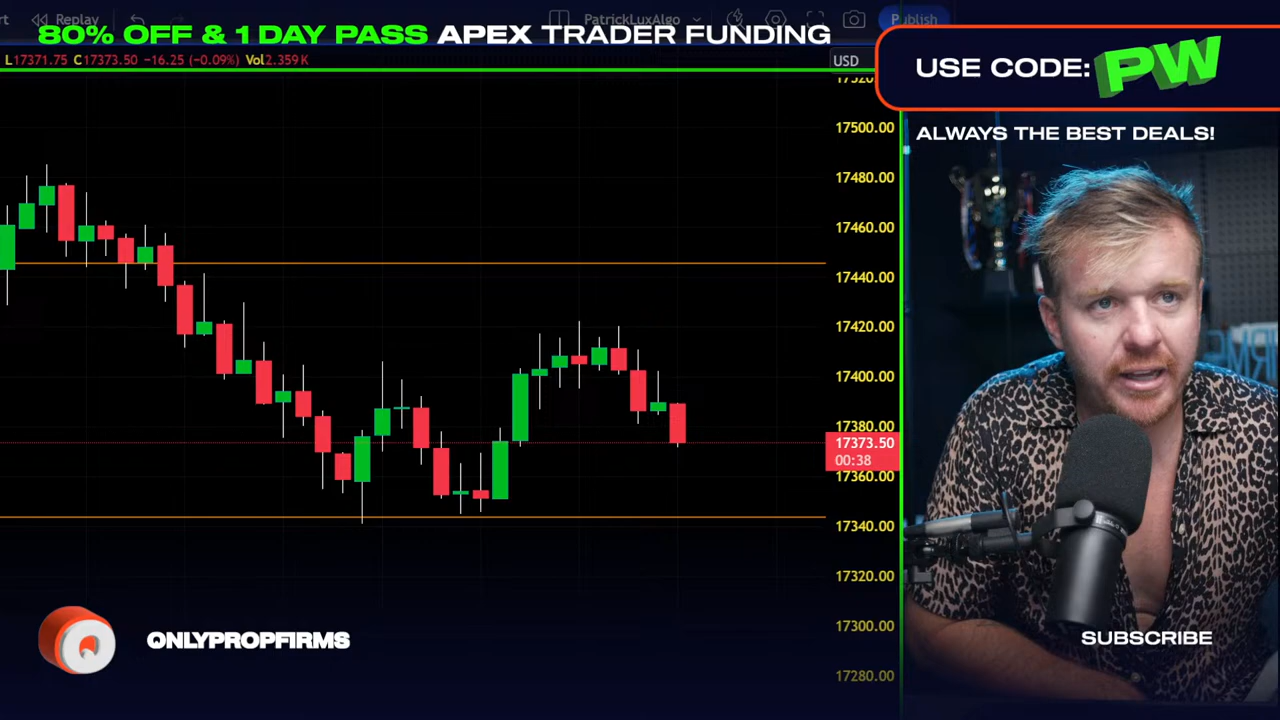 rt Replay PatrickLuxAlgo Publish
80% OFF & 1 DAY PASS APEX TRADER FUNDING
L17371.75 C17373.50 −16.25 (−0.09%) Vol2.359 K
USD
USE CODE: PW
ALWAYS THE BEST DEALS!
17520
17500.00
17480.00
17460.00
17440.00
17420.00
17400.00
17380.00
17373.50
00:38
17360.00
17340.00
17320.00
17300.00
17280.00
ONLYPROPFIRMS
SUBSCRIBE